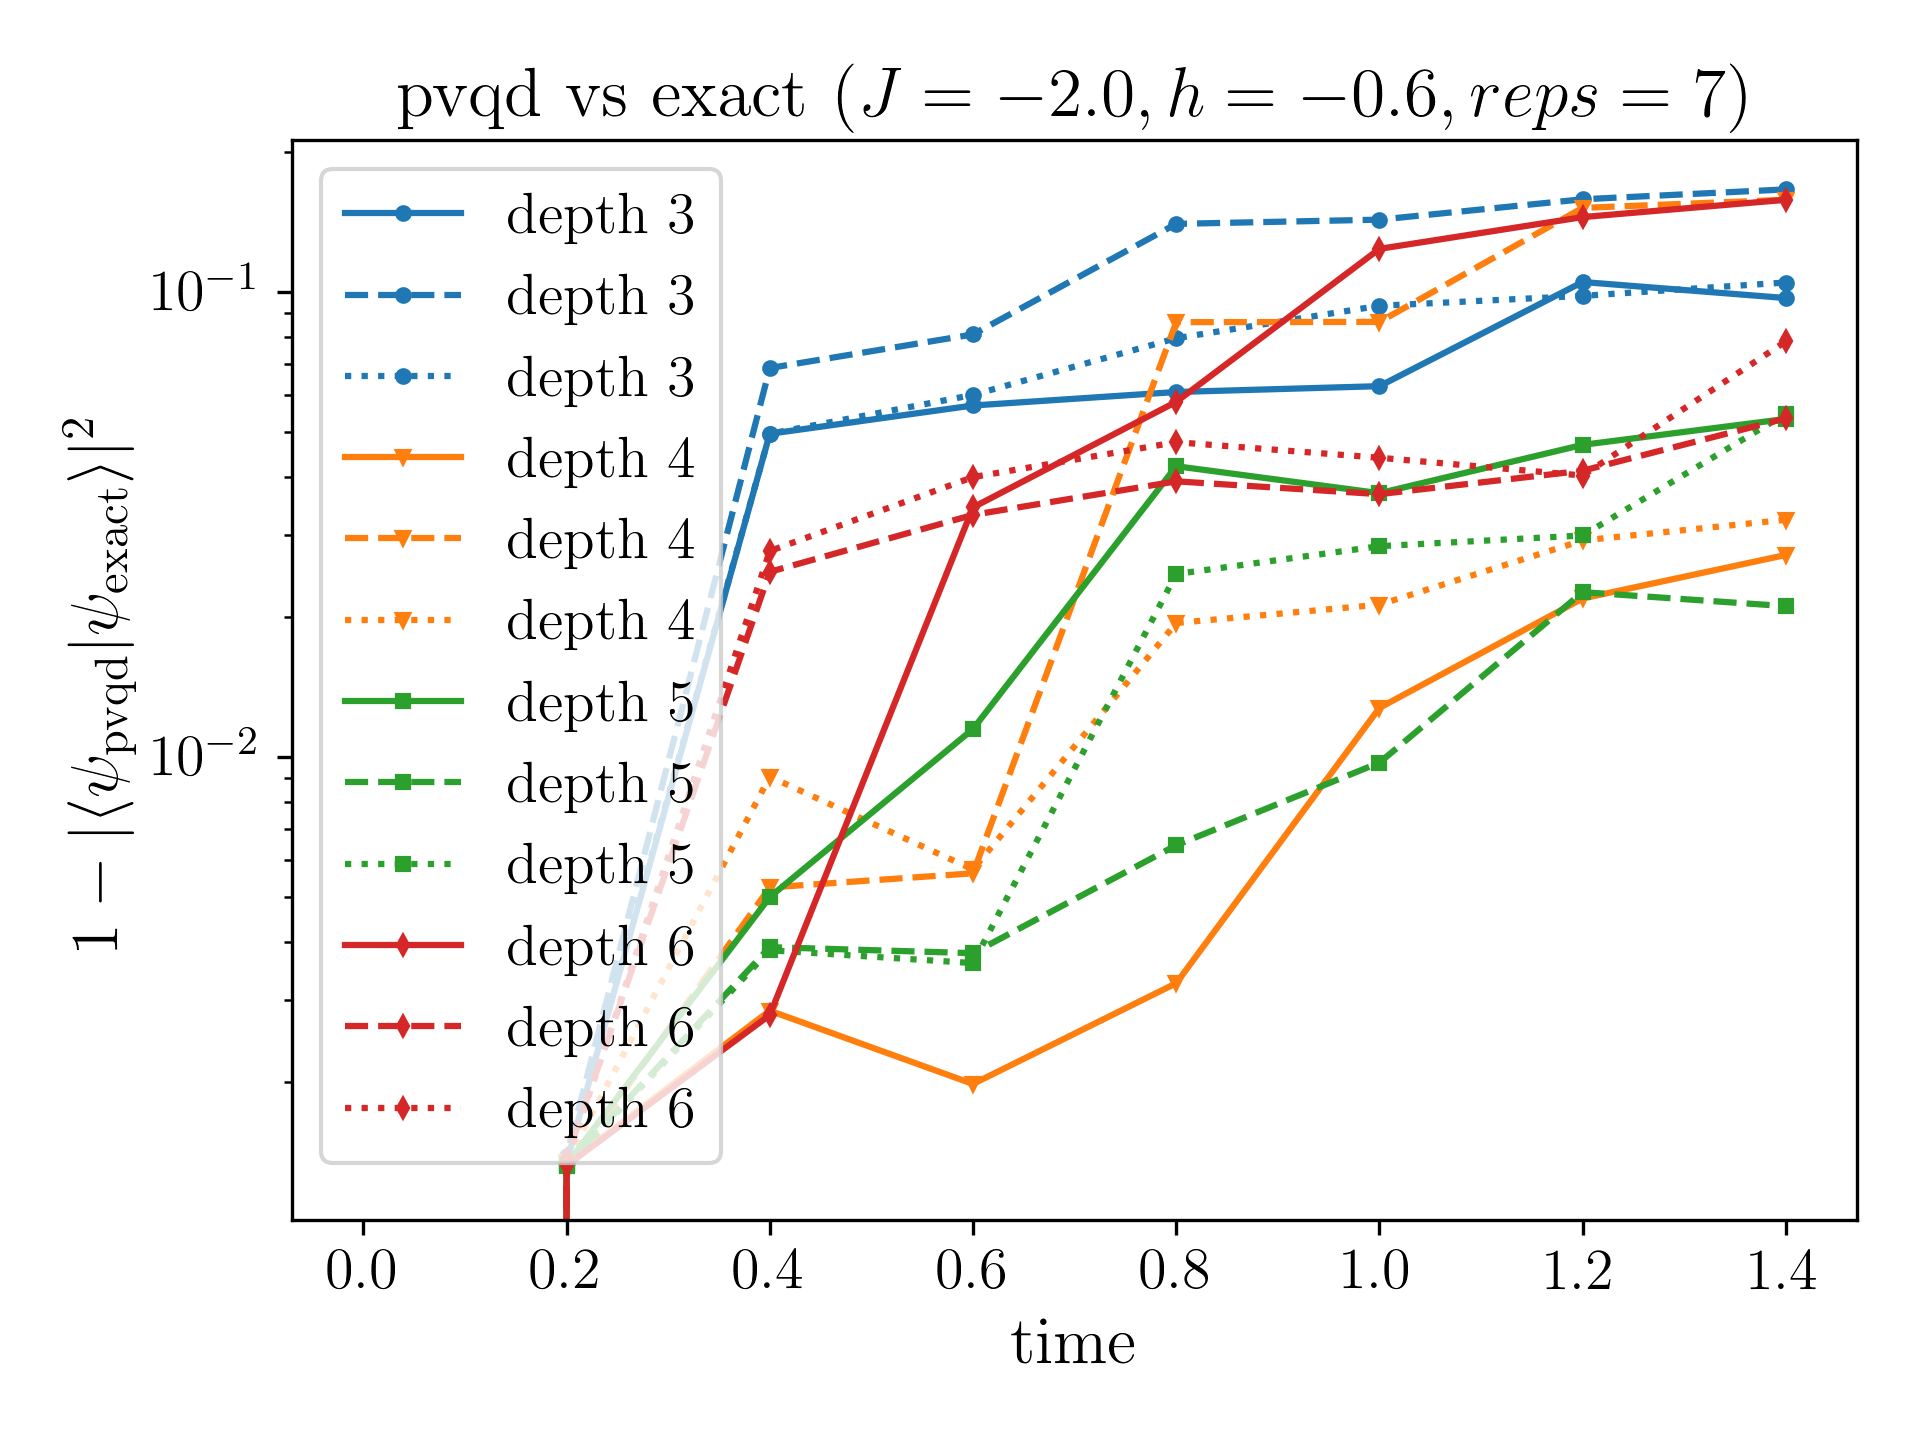 pvqd vs exact (J = −2.0, h = −0.6, reps = 7)
1 − |⟨ψ_pvqd|ψ_exact⟩|²
10⁻¹
10⁻²
depth 3
depth 3
depth 3
depth 4
depth 4
depth 4
depth 5
depth 5
depth 5
depth 6
depth 6
depth 6
0.0 0.2 0.4 0.6 0.8 1.0 1.2 1.4
time